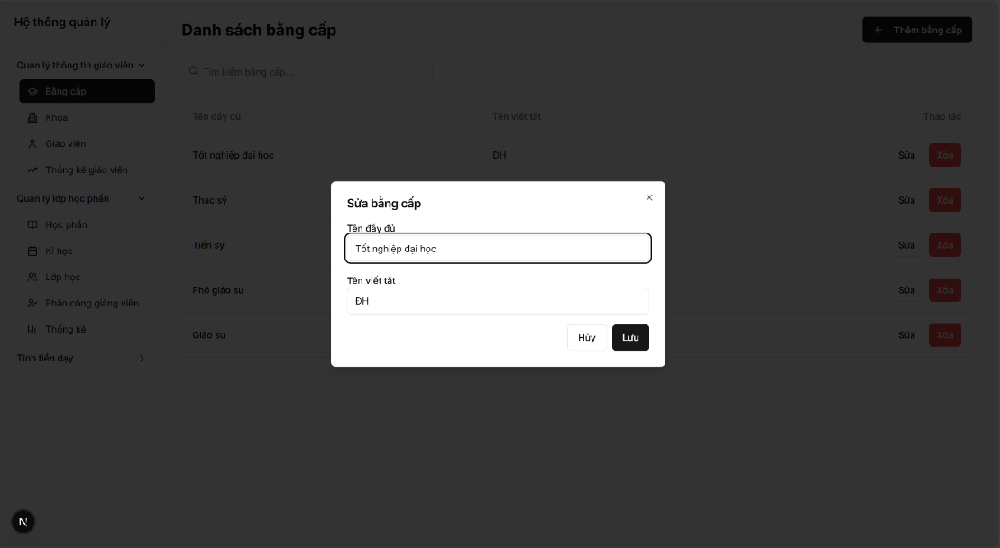 Hệ thống quản lý
Quản lý thông tin giáo viên
Bằng cấp
Khoa
Giáo viên
Thống kê giáo viên
Quản lý lớp học phần
Học phần
Kì học
Lớp học
Phân công giảng viên
Thống kê
Tính tiền dạy
N
Danh sách bằng cấp
+ Thêm bằng cấp
Tìm kiếm bằng cấp...
Tên đầy đủ Tên viết tắt Thao tác
Tốt nghiệp đại học ĐH Sửa Xóa
Thạc sỹ Sửa Xóa
Tiến sỹ Sửa Xóa
Phó giáo sư Sửa Xóa
Giáo sư Sửa Xóa
Sửa bằng cấp
Tên đầy đủ
Tốt nghiệp đại học
Tên viết tắt
ĐH
Hủy Lưu